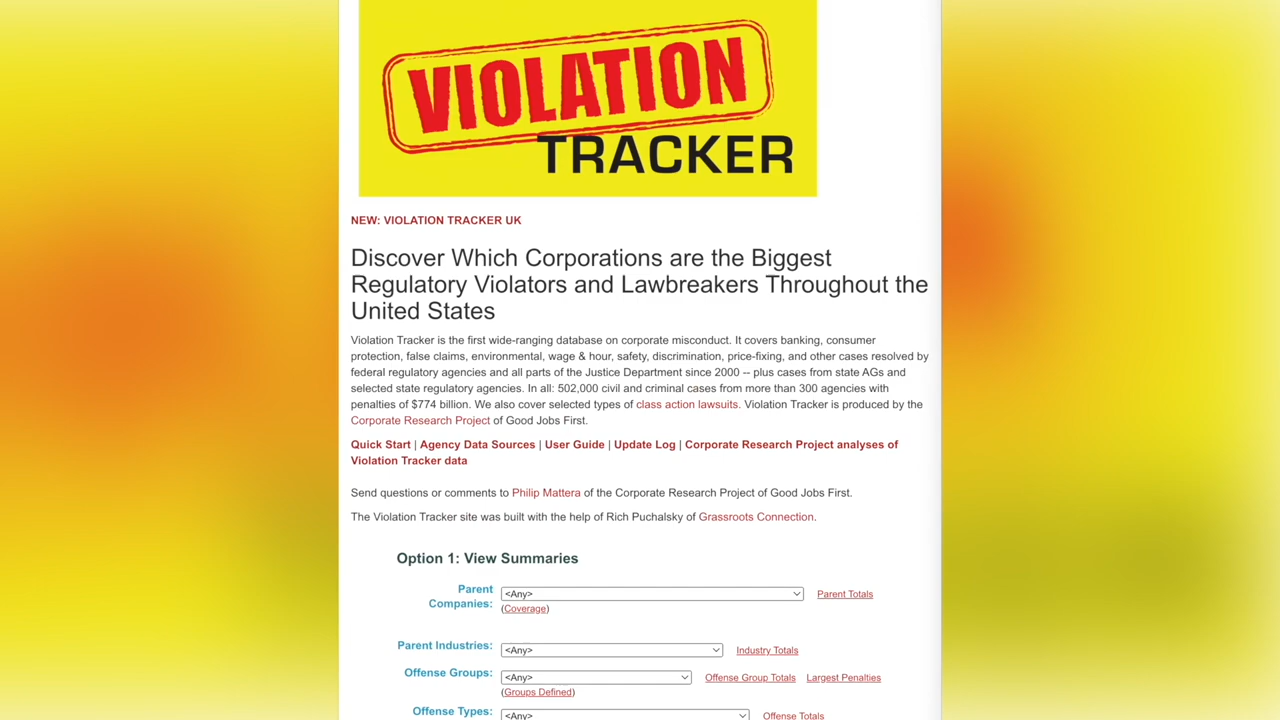 VIOLATION
TRACKER
NEW: VIOLATION TRACKER UK
Discover Which Corporations are the Biggest
Regulatory Violators and Lawbreakers Throughout the
United States
Violation Tracker is the first wide-ranging database on corporate misconduct. It covers banking, consumer
protection, false claims, environmental, wage & hour, safety, discrimination, price-fixing, and other cases resolved by
federal regulatory agencies and all parts of the Justice Department since 2000 -- plus cases from state AGs and
selected state regulatory agencies. In all: 502,000 civil and criminal cases from more than 300 agencies with
penalties of $774 billion. We also cover selected types of class action lawsuits. Violation Tracker is produced by the
Corporate Research Project of Good Jobs First.
Quick Start | Agency Data Sources | User Guide | Update Log | Corporate Research Project analyses of
Violation Tracker data
Send questions or comments to Philip Mattera of the Corporate Research Project of Good Jobs First.
The Violation Tracker site was built with the help of Rich Puchalsky of Grassroots Connection.
Option 1: View Summaries
Parent Companies: <Any> Parent Totals
(Coverage)
Parent Industries: <Any> Industry Totals
Offense Groups: <Any> Offense Group Totals Largest Penalties
(Groups Defined)
Offense Types: <Any> Offense Totals